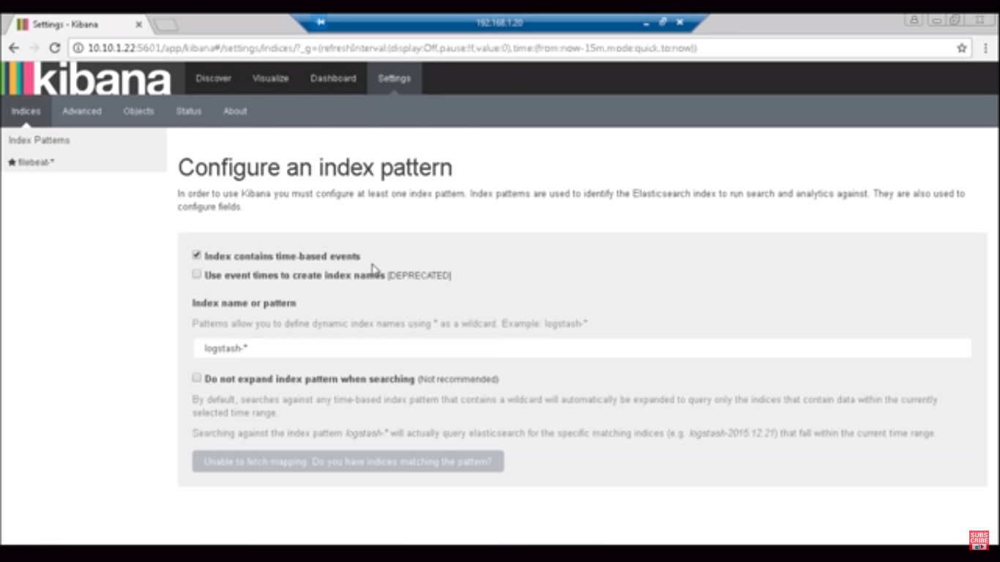 Settings - Kibana
192.168.1.20
10.10.1.22:5601/app/kibana#/settings/indices/?_g=(refreshInterval:(display:Off,pause:!f,value:0),time:(from:now-15m,mode:quick,to:now))
kibana
Discover Visualize Dashboard Settings
Indices Advanced Objects Status About
Index Patterns
filebeat-*
Configure an index pattern
In order to use Kibana you must configure at least one index pattern. Index patterns are used to identify the Elasticsearch index to run search and analytics against. They are also used to
configure fields.
Index contains time-based events
Use event times to create index names [DEPRECATED]
Index name or pattern
Patterns allow you to define dynamic index names using * as a wildcard. Example: logstash-*
logstash-*
Do not expand index pattern when searching (Not recommended)
By default, searches against any time-based index pattern that contains a wildcard will automatically be expanded to query only the indices that contain data within the currently
selected time range.
Searching against the index pattern logstash-* will actually query elasticsearch for the specific matching indices (e.g. logstash-2015.12.21) that fall within the current time range.
Unable to fetch mapping. Do you have indices matching the pattern?
SUBS
CRIBE